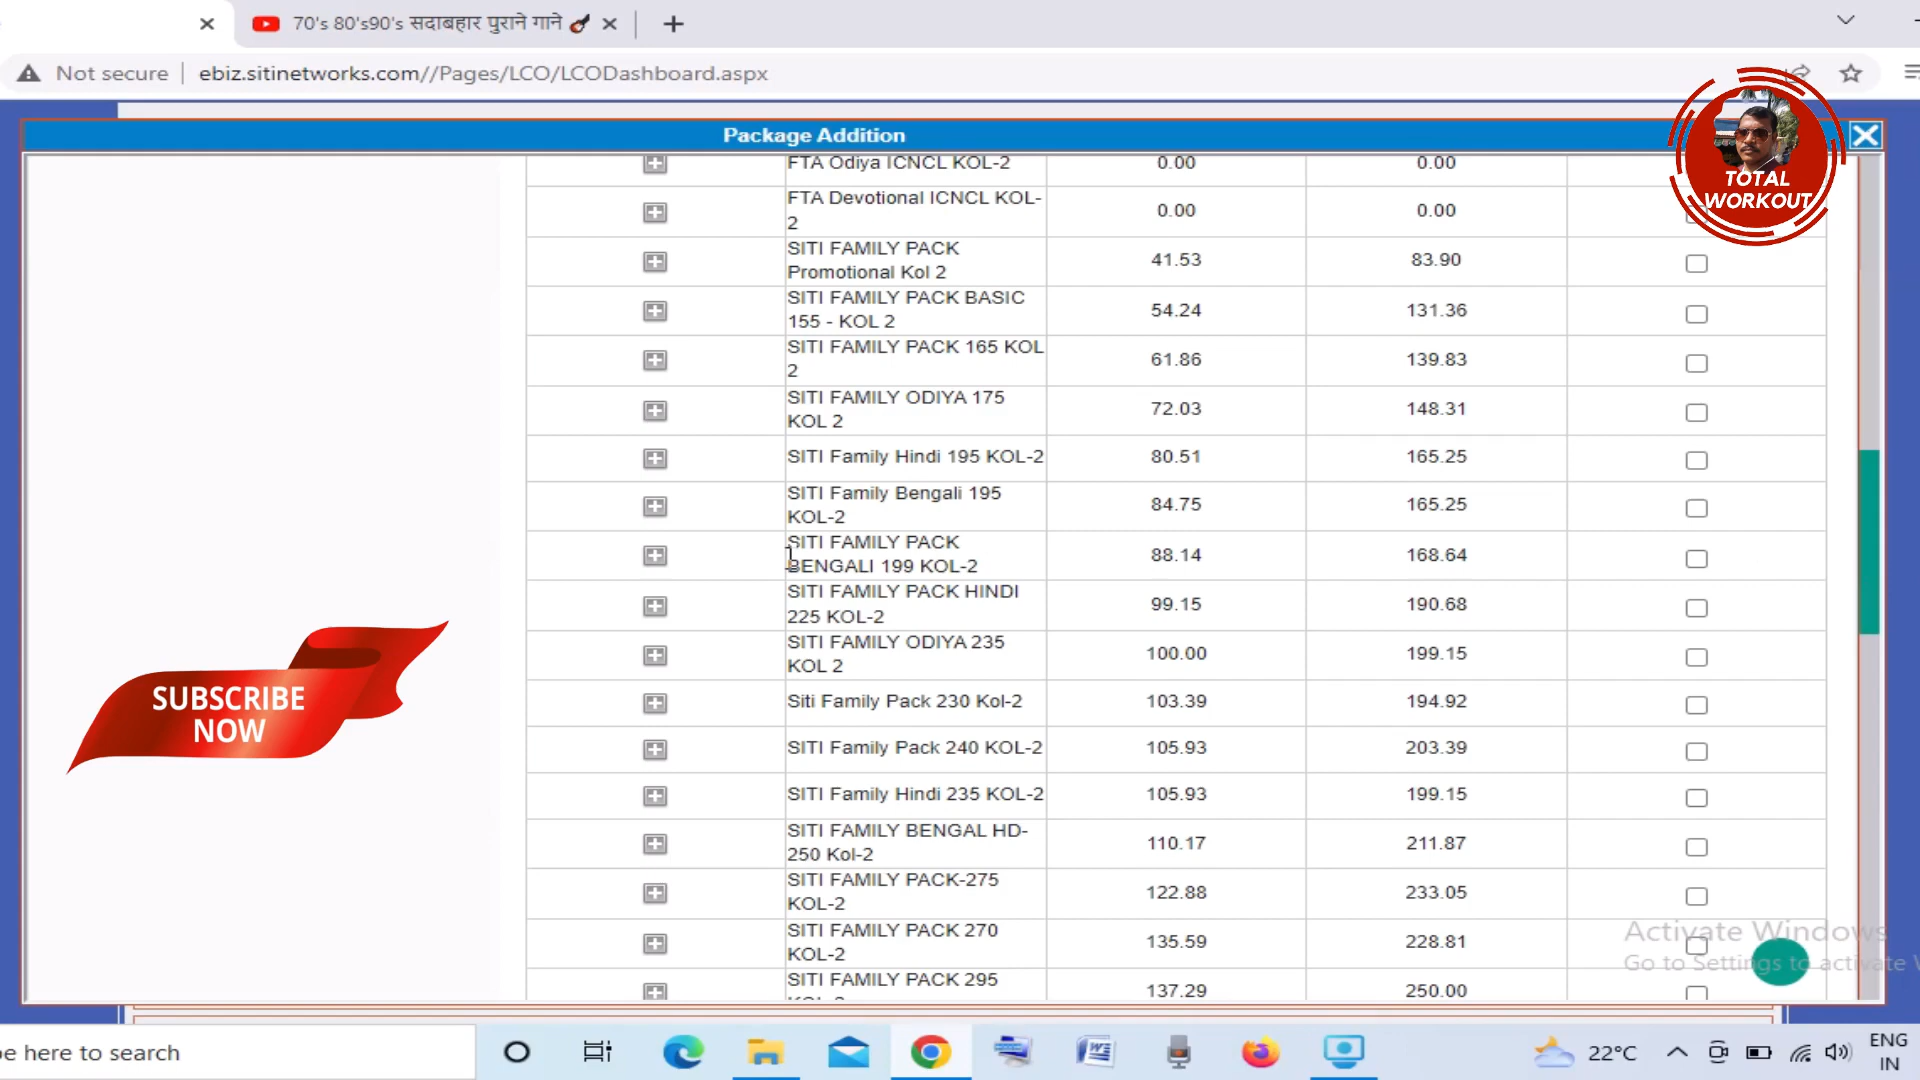 70's 80's90's सदाबहार पुराने गाने
Not secure
ebiz.sitinetworks.com//Pages/LCO/LCODashboard.aspx
Package Addition
TOTAL
WORKOUT
FTA Odiya ICNCL KOL-2 0.00 0.00
FTA Devotional ICNCL KOL-
2 0.00 0.00
SITI FAMILY PACK
Promotional Kol 2 41.53 83.90
SITI FAMILY PACK BASIC
155 - KOL 2 54.24 131.36
SITI FAMILY PACK 165 KOL
2 61.86 139.83
SITI FAMILY ODIYA 175
KOL 2 72.03 148.31
SITI Family Hindi 195 KOL-2 80.51 165.25
SITI Family Bengali 195
KOL-2 84.75 165.25
SITI FAMILY PACK
BENGALI 199 KOL-2 88.14 168.64
SITI FAMILY PACK HINDI
225 KOL-2 99.15 190.68
SITI FAMILY ODIYA 235
KOL 2 100.00 199.15
Siti Family Pack 230 Kol-2 103.39 194.92
SITI Family Pack 240 KOL-2 105.93 203.39
SITI Family Hindi 235 KOL-2 105.93 199.15
SITI FAMILY BENGAL HD-
250 Kol-2 110.17 211.87
SITI FAMILY PACK-275
KOL-2 122.88 233.05
SITI FAMILY PACK 270
KOL-2 135.59 228.81
SITI FAMILY PACK 295
137.29 250.00
SUBSCRIBE
NOW
Activate Windows
Go to Settings to activate
here to search
22°C
ENG
IN